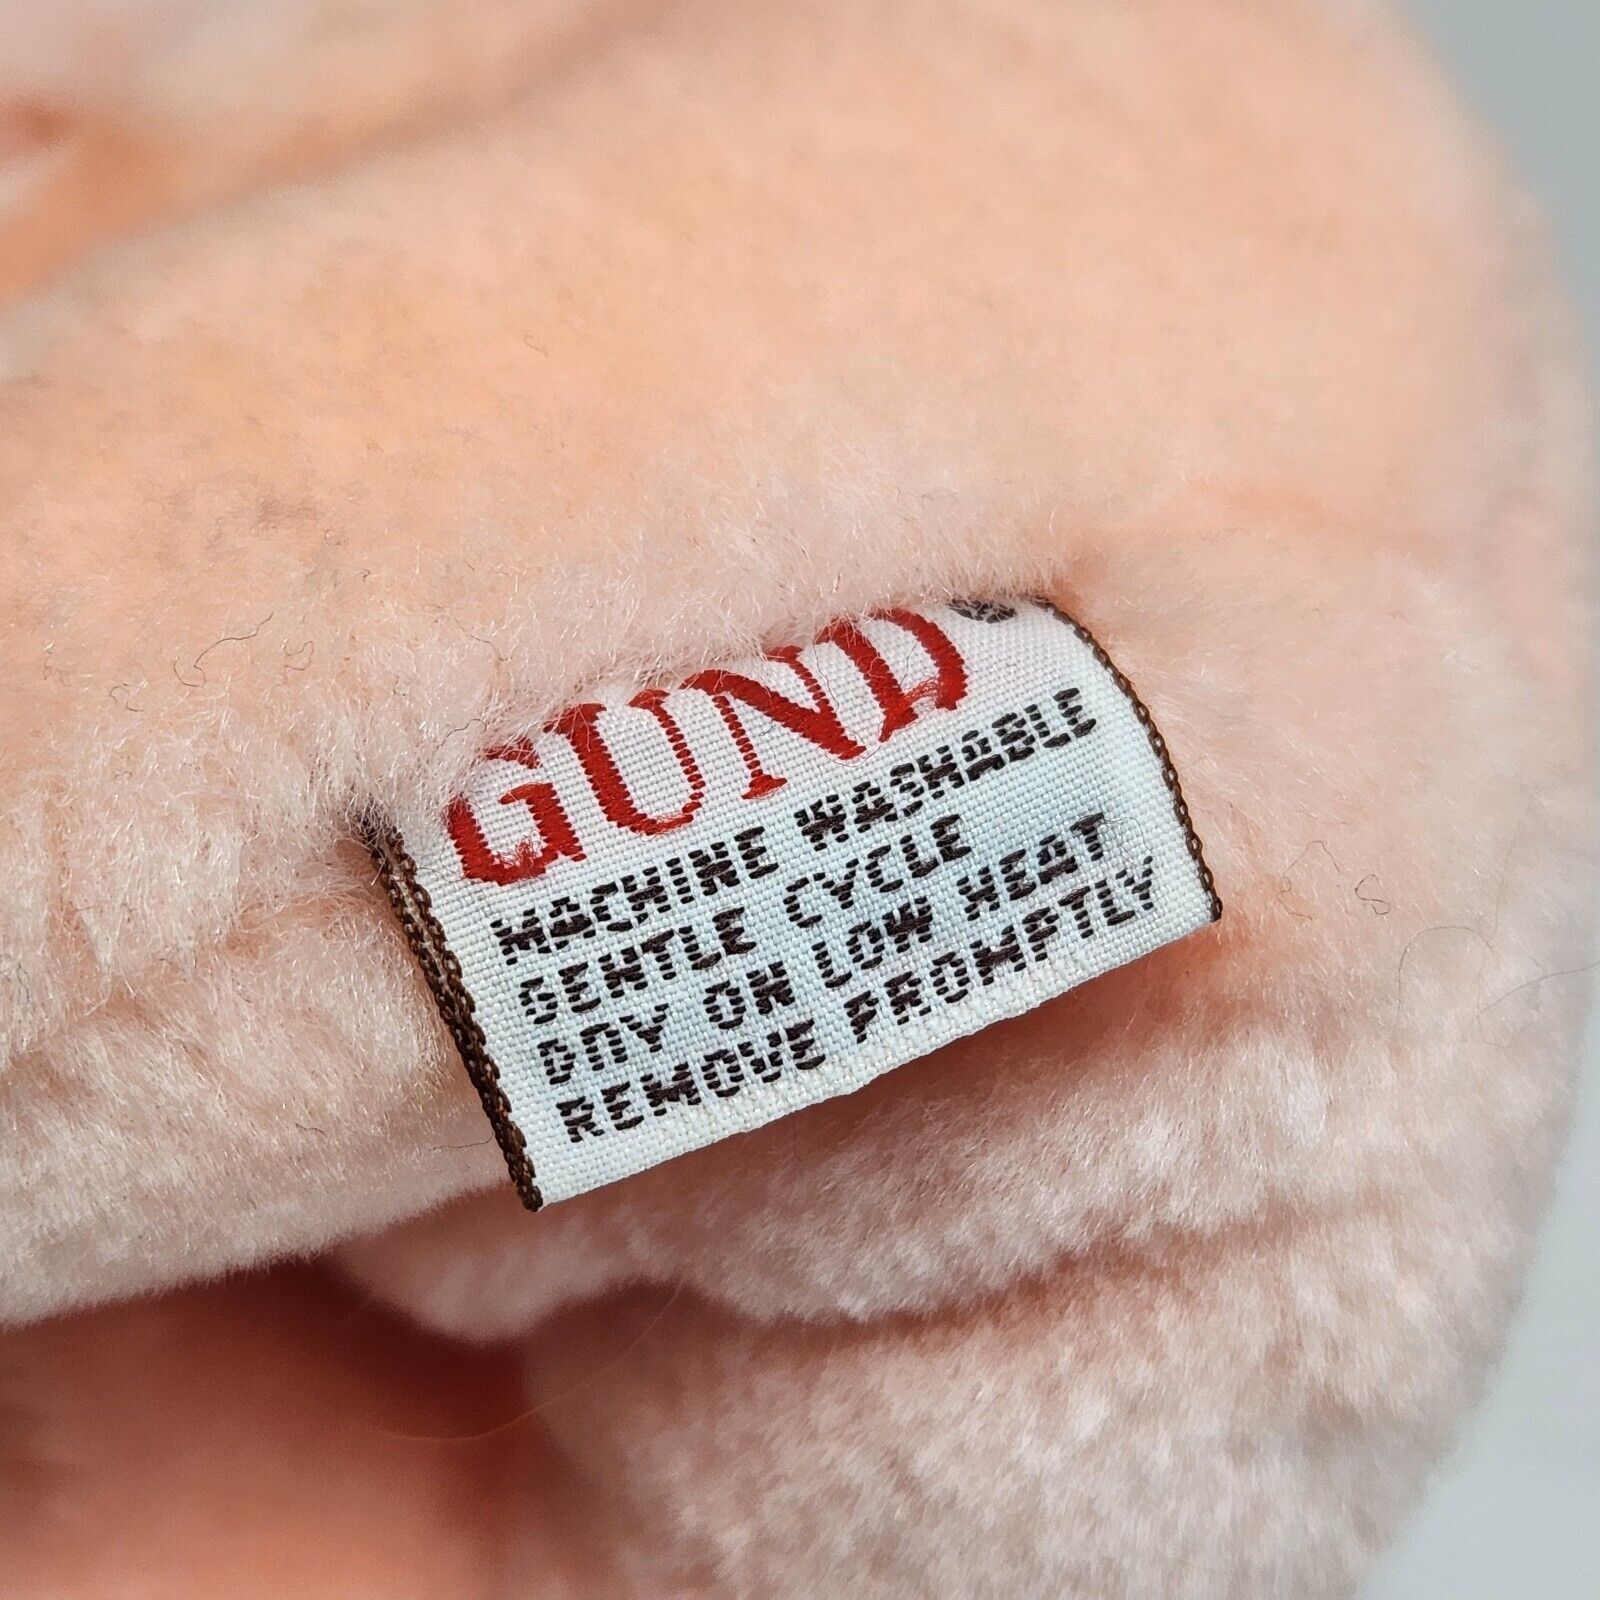 GUND®
MACHINE WASHABLE
GENTLE CYCLE
DRY ON LOW HEAT
REMOVE PROMPTLY